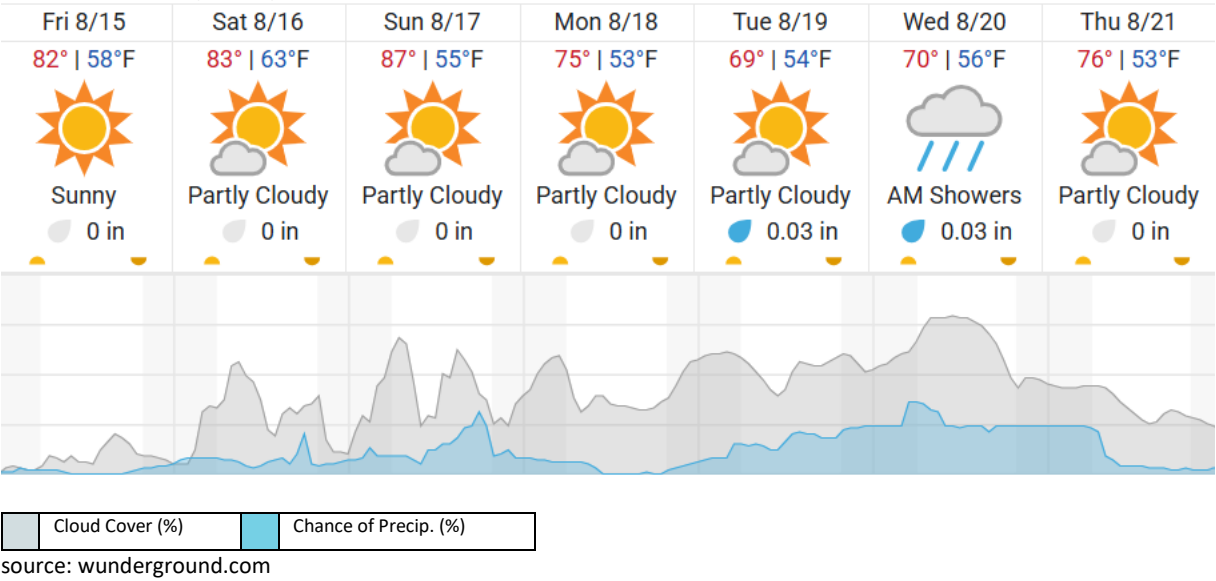 Fri 8/15 Sat 8/16 Sun 8/17 Mon 8/18 Tue 8/19 Wed 8/20 Thu 8/21
82° | 58°F 83° | 63°F 87° | 55°F 75° | 53°F 69° | 54°F 70° | 56°F 76° | 53°F
Sunny Partly Cloudy Partly Cloudy Partly Cloudy Partly Cloudy AM Showers Partly Cloudy
0 in 0 in 0 in 0 in 0.03 in 0.03 in 0 in
Cloud Cover (%) Chance of Precip. (%)
source: wunderground.com